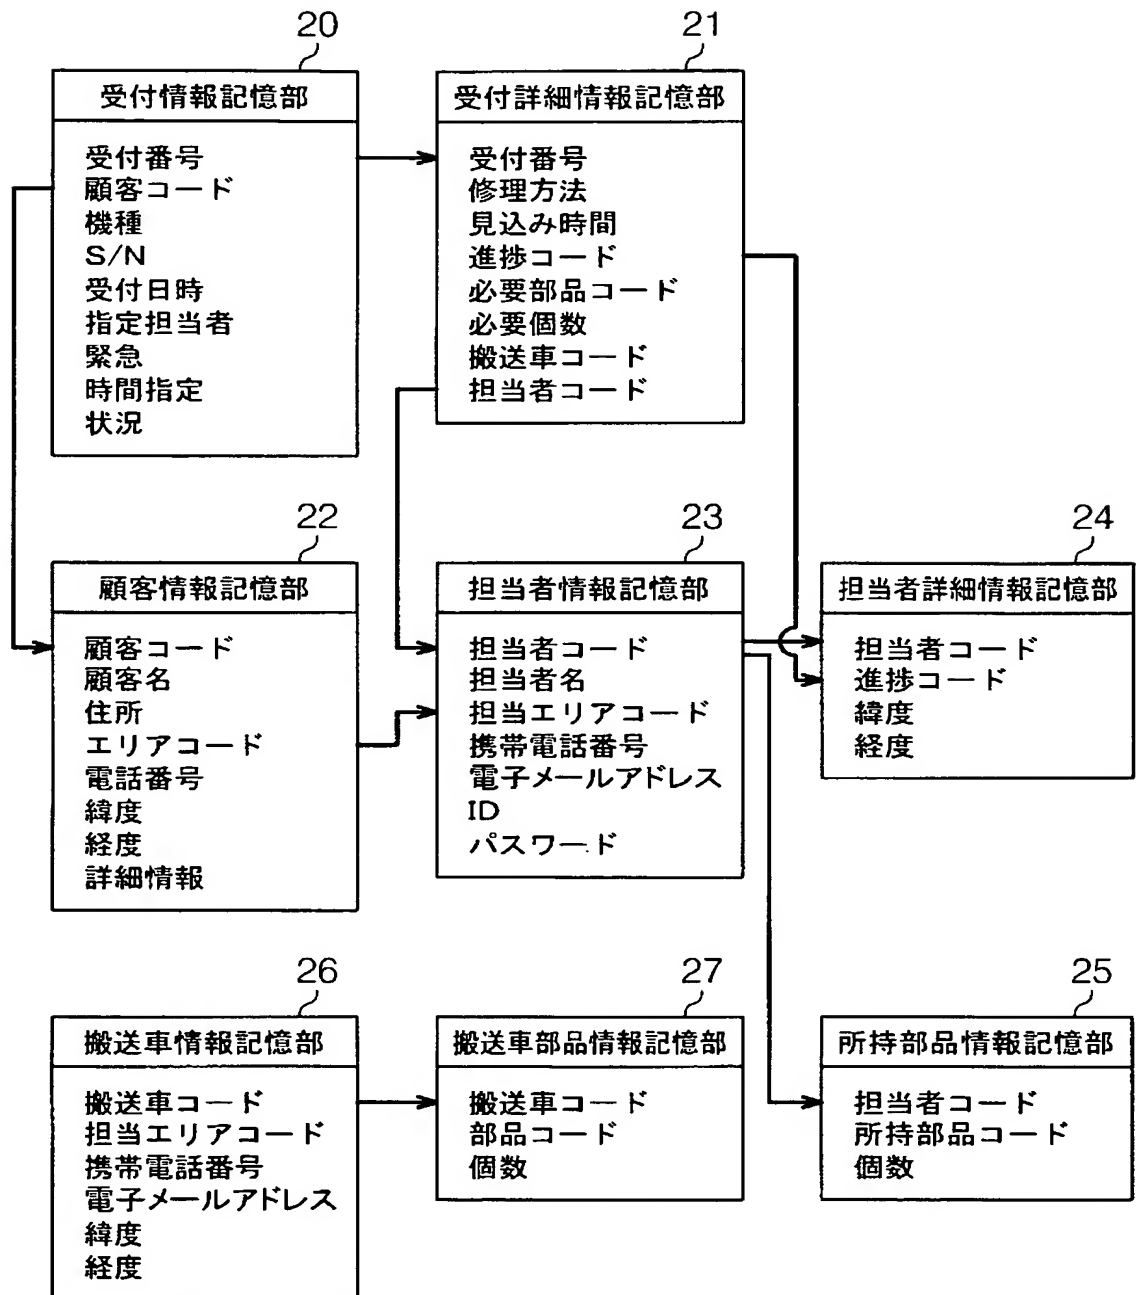 20
受付情報記憶部
受付番号
顧客コード
機種
S/N
受付日時
指定担当者
緊急
時間指定
状況
21
受付詳細情報記憶部
受付番号
修理方法
見込み時間
進捗コード
必要部品コード
必要個数
搬送車コード
担当者コード
22
顧客情報記憶部
顧客コード
顧客名
住所
エリアコード
電話番号
緯度
経度
詳細情報
23
担当者情報記憶部
担当者コード
担当者名
担当エリアコード
携帯電話番号
電子メールアドレス
ID
パスワード
24
担当者詳細情報記憶部
担当者コード
進捗コード
緯度
経度
26
搬送車情報記憶部
搬送車コード
担当エリアコード
携帯電話番号
電子メールアドレス
緯度
経度
27
搬送車部品情報記憶部
搬送車コード
部品コード
個数
25
所持部品情報記憶部
担当者コード
所持部品コード
個数